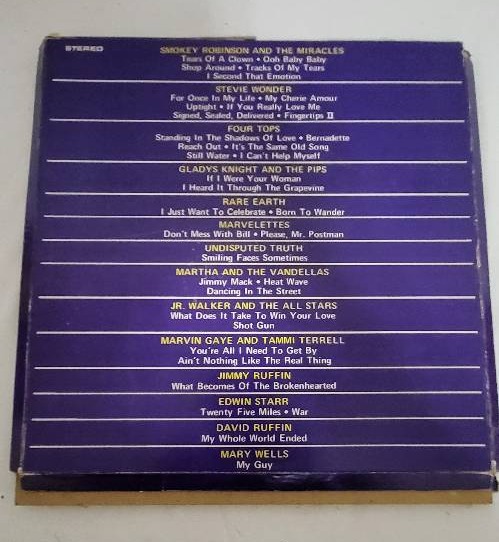 STEREO
SMOKEY ROBINSON AND THE MIRACLES
Tears Of A Clown • Ooh Baby Baby
Shop Around • Tracks Of My Tears
I Second That Emotion
STEVIE WONDER
For Once In My Life • My Cherie Amour
Uptight • If You Really Love Me
Signed, Sealed, Delivered • Fingertips II
FOUR TOPS
Standing In The Shadows Of Love • Bernadette
Reach Out • It's The Same Old Song
Still Water • I Can't Help Myself
GLADYS KNIGHT AND THE PIPS
If I Were Your Woman
I Heard It Through The Grapevine
RARE EARTH
I Just Want To Celebrate • Born To Wander
MARVELETTES
Don't Mess With Bill • Please, Mr. Postman
UNDISPUTED TRUTH
Smiling Faces Sometimes
MARTHA AND THE VANDELLAS
Jimmy Mack • Heat Wave
Dancing In The Street
JR. WALKER AND THE ALL STARS
What Does It Take To Win Your Love
Shot Gun
MARVIN GAYE AND TAMMI TERRELL
You're All I Need To Get By
Ain't Nothing Like The Real Thing
JIMMY RUFFIN
What Becomes Of The Brokenhearted
EDWIN STARR
Twenty Five Miles • War
DAVID RUFFIN
My Whole World Ended
MARY WELLS
My Guy